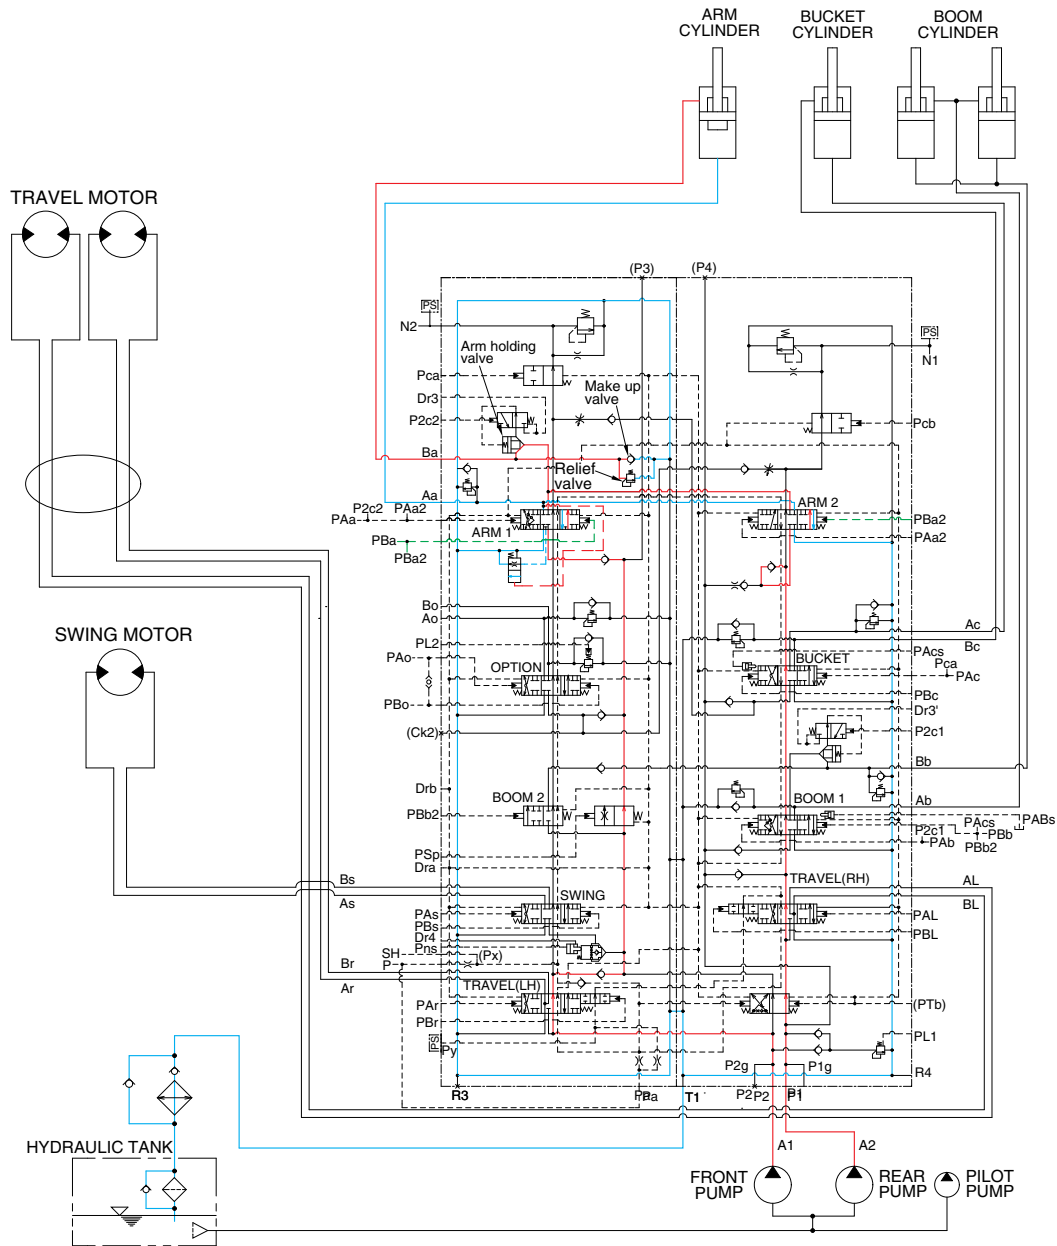 ARM
CYLINDER
BUCKET
CYLINDER
BOOM
CYLINDER
TRAVEL MOTOR
(P3)
(P4)
[PS]
N2
[PS]
N1
Arm holding
valve
Pca
Make up
valve
Dr3
P2c2
Pcb
Ba
Relief
valve
Aa
P2c2
PAa2
PAa
ARM 1
ARM 2
PBa2
PBa
PAa2
PBa2
Bo
Ao
Ac
PL2
Bc
PAo
PAcs
Pca
OPTION
BUCKET
PAc
PBo
PBc
Dr3'
(Ck2)
P2c1
SWING MOTOR
Bb
Drb
BOOM 2
BOOM 1
Ab
PBb2
PAcs
PABs
P2c1
PBb
PAb
PBb2
PSp
Dra
TRAVEL(RH)
Bs
AL
As
SWING
BL
PAs
PAL
PBs
PBL
Dr4
Pns
SH
(Px)
P
Br
TRAVEL(LH)
Ar
PAr
(PTb)
PBr
[PS]
Py
PL1
P2g
P1g
R4
R3
Pa
T1
P2
P2
P1
HYDRAULIC TANK
A1
A2
FRONT
PUMP
REAR
PUMP
PILOT
PUMP